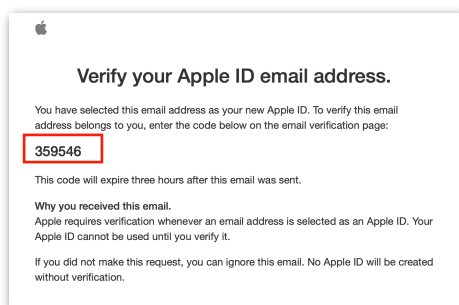 Verify your Apple ID email address.
You have selected this email address as your new Apple ID. To verify this email
address belongs to you, enter the code below on the email verification page:
359546
This code will expire three hours after this email was sent.
Why you received this email.
Apple requires verification whenever an email address is selected as an Apple ID. Your
Apple ID cannot be used until you verify it.
If you did not make this request, you can ignore this email. No Apple ID will be created
without verification.